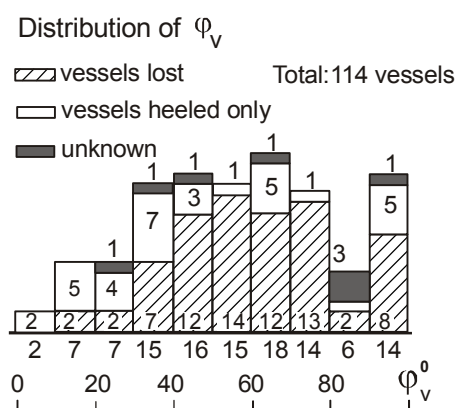 Distribution of φv
vessels lost Total:114 vessels
vessels heeled only
unknown
1 1 1 1 1 1
1 7 3 5 3 5
5 4
2 2 2 7 12 14 12 13 2 8
2 7 7 15 16 15 18 14 6 14
0 20 40 60 80 φv⁰